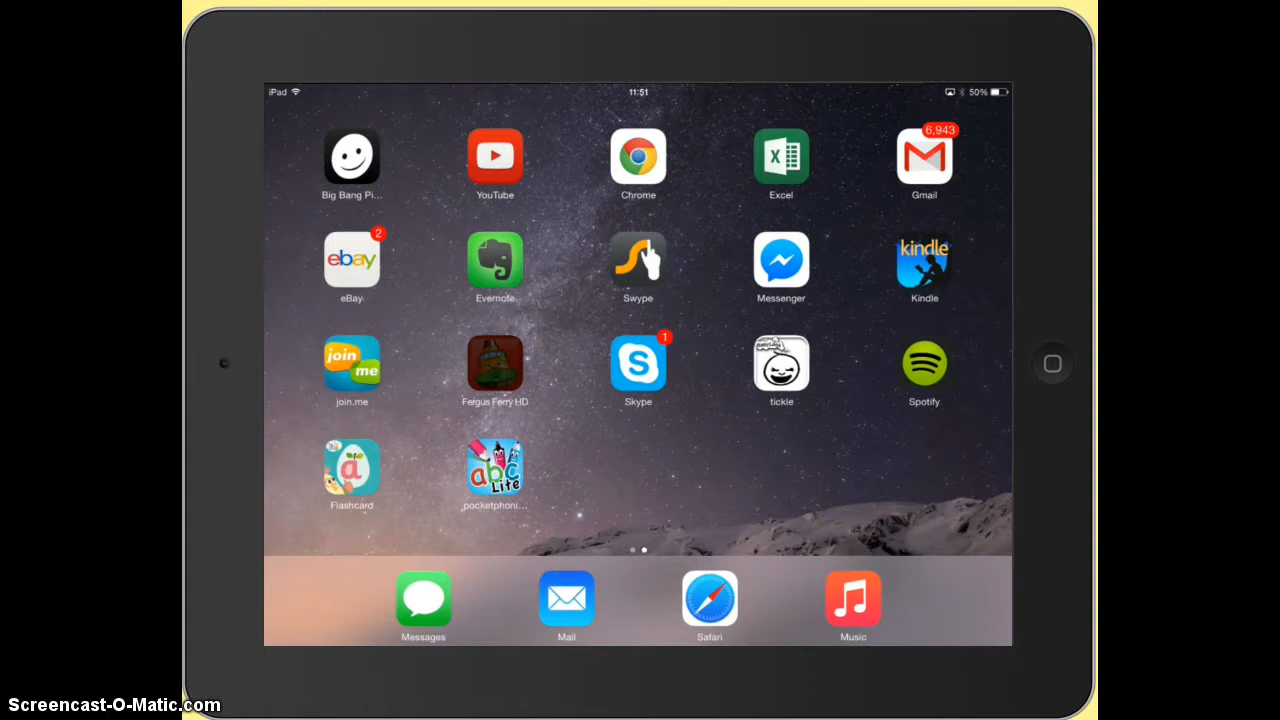 iPad 11:51 50%
6,943
Big Bang Pi... YouTube Chrome Excel Gmail
2
ebay kindle
eBay Evernote Swype Messenger Kindle
1
join me BabyLand
join.me Fergus Ferry HD Skype tickle Spotify
a abc Lite
Flashcard pocketphoni...
Messages Mail Safari Music
Screencast-O-Matic.com